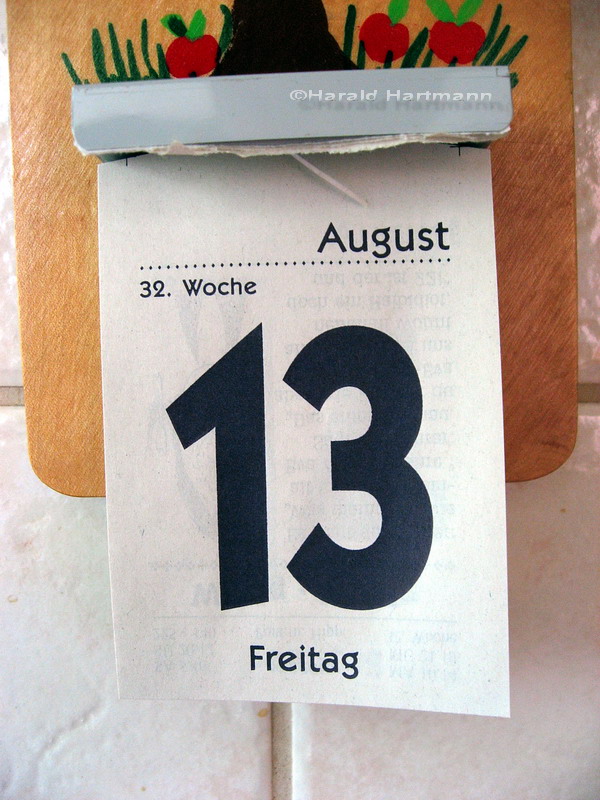 ©Harald Hartmann
August
32. Woche
13
Freitag